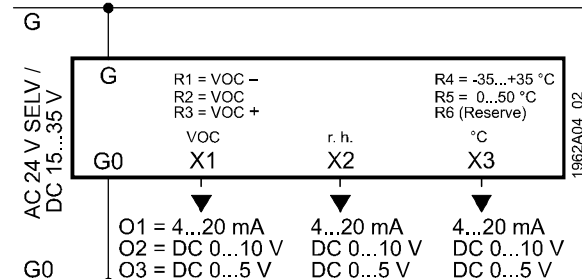 G
AC 24 V SELV /
DC 15...35 V
G
R1 = VOC –
R2 = VOC
R3 = VOC +
R4 = -35...+35 °C
R5 = 0...50 °C
R6 (Reserve)
VOC r. h. °C
G0 X1 X2 X3
1962A04_02
O1 = 4...20 mA 4...20 mA 4...20 mA
O2 = DC 0...10 V DC 0...10 V DC 0...10 V
O3 = DC 0...5 V DC 0...5 V DC 0...5 V
G0